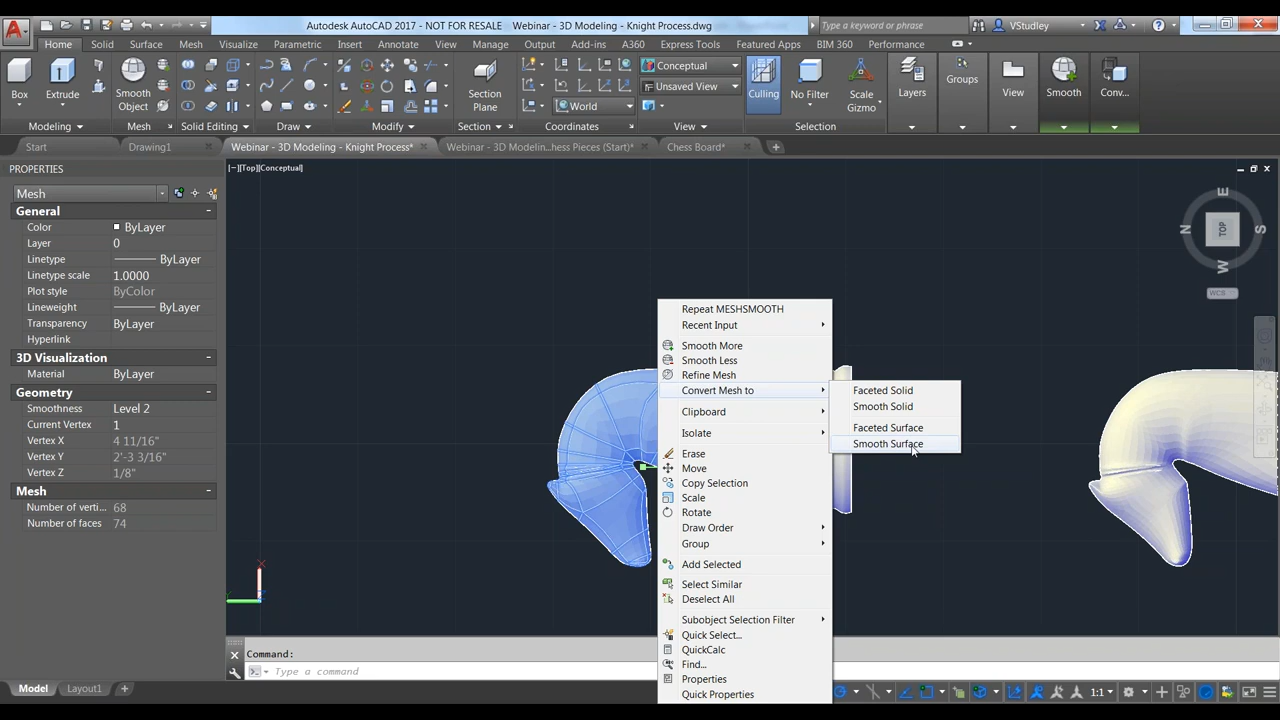 Autodesk AutoCAD 2017 - NOT FOR RESALE Webinar - 3D Modeling - Knight Process.dwg
Type a keyword or phrase
VStudley
Home Solid Surface Mesh Visualize Parametric Insert Annotate View Manage Output Add-ins A360 Express Tools Featured Apps BIM 360 Performance
Box
Extrude
Smooth
Object
Section
Plane
World
Conceptual
Unsaved View
Culling
No Filter
Scale
Gizmo
Layers
Groups
View
Smooth
Conv...
Modeling
Mesh
Solid Editing
Draw
Modify
Section
Coordinates
View
Selection
Start
Drawing1
Webinar - 3D Modeling - Knight Process*
Webinar - 3D Modelin...hess Pieces (Start)*
Chess Board*
PROPERTIES
Mesh
General
Color ByLayer
Layer 0
Linetype ByLayer
Linetype scale 1.0000
Plot style ByColor
Lineweight ByLayer
Transparency ByLayer
Hyperlink
3D Visualization
Material ByLayer
Geometry
Smoothness Level 2
Current Vertex 1
Vertex X 4 11/16"
Vertex Y 2'-3 3/16"
Vertex Z 1/8"
Mesh
Number of verti... 68
Number of faces 74
[−][Top][Conceptual]
E
N
TOP
S
W
WCS
Repeat MESHSMOOTH
Recent Input
Smooth More
Smooth Less
Refine Mesh
Convert Mesh to
Clipboard
Isolate
Erase
Move
Copy Selection
Scale
Rotate
Draw Order
Group
Add Selected
Select Similar
Deselect All
Subobject Selection Filter
Quick Select...
QuickCalc
Find...
Properties
Quick Properties
Faceted Solid
Smooth Solid
Faceted Surface
Smooth Surface
X
Y
Command:
Type a command
Model
Layout1
1:1